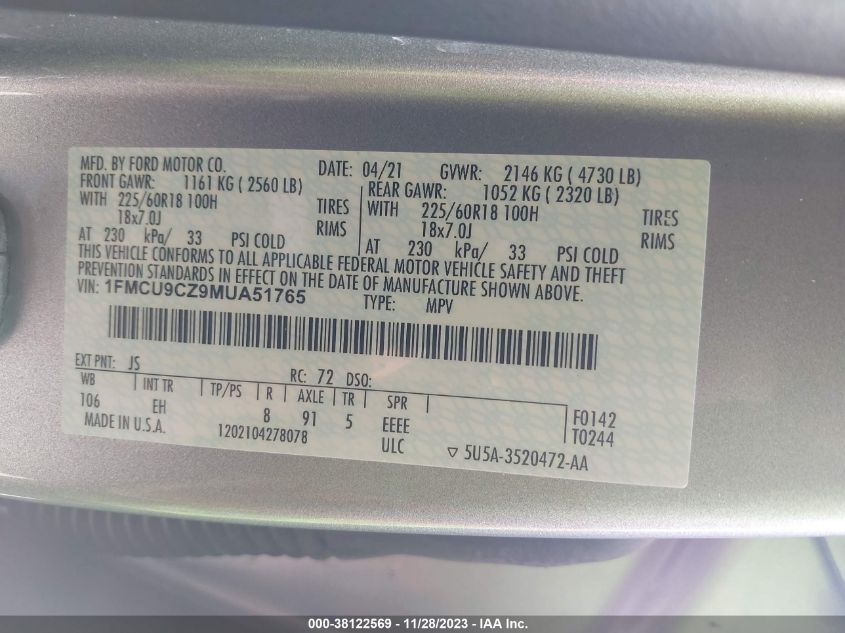 MFD. BY FORD MOTOR CO. DATE: 04/21 GVWR: 2146 KG ( 4730 LB)
FRONT GAWR: 1161 KG ( 2560 LB) REAR GAWR: 1052 KG ( 2320 LB)
WITH 225/60R18 100H TIRES WITH 225/60R18 100H TIRES
18x7.0J RIMS 18x7.0J RIMS
AT 230 kPa/ 33 PSI COLD AT 230 kPa/ 33 PSI COLD
THIS VEHICLE CONFORMS TO ALL APPLICABLE FEDERAL MOTOR VEHICLE SAFETY AND THEFT
PREVENTION STANDARDS IN EFFECT ON THE DATE OF MANUFACTURE SHOWN ABOVE.
VIN: 1FMCU9CZ9MUA51765 TYPE: MPV
EXT PNT: JS RC: 72 DSO:
WB INT TR TP/PS R AXLE TR SPR
106 EH 8 91 5 EEEE F0142
MADE IN U.S.A. 1202104278078 ULC T0244
▽ 5U5A-3520472-AA
000-38122569 - 11/28/2023 - IAA Inc.